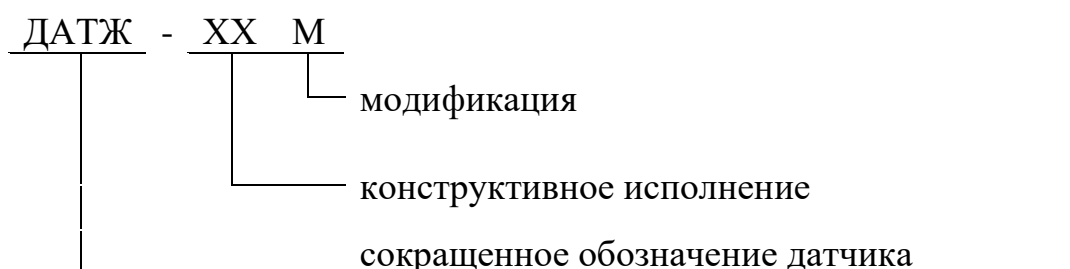 ДАТЖ - ХХ М
модификация
конструктивное исполнение
сокращенное обозначение датчика